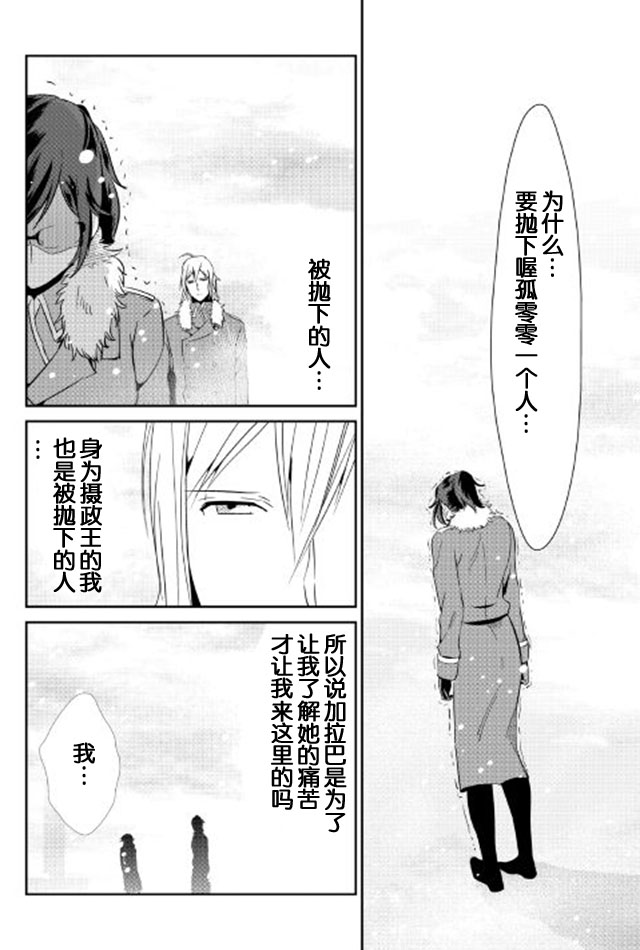 为什么…
要抛下喔孤零零一个人…
被抛下的人…
身为摄政王的我
也是被抛下的人
…
所以说加拉巴是为了
让我了解她的痛苦
才让我来这里的吗
我…